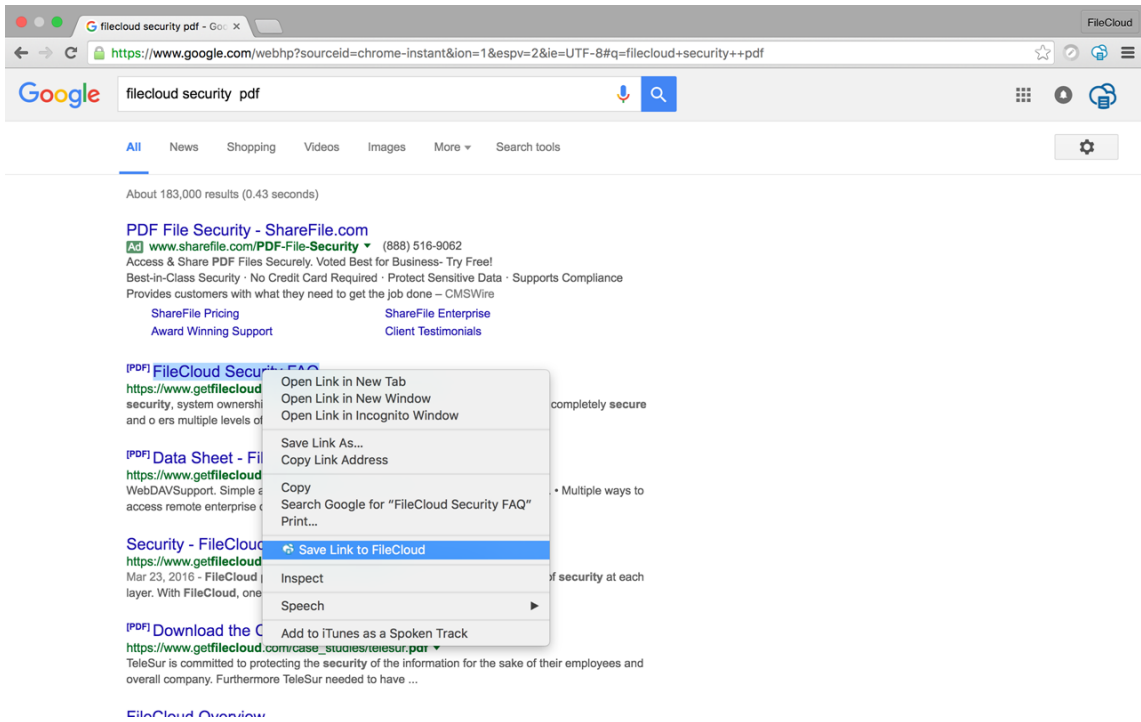 filecloud security pdf - Goo ×
FileCloud
https://www.google.com/webhp?sourceid=chrome-instant&ion=1&espv=2&ie=UTF-8#q=filecloud+security++pdf
Google
filecloud security  pdf
All News Shopping Videos Images More Search tools
About 183,000 results (0.43 seconds)
PDF File Security - ShareFile.com
Ad www.sharefile.com/PDF-File-Security (888) 516-9062
Access & Share PDF Files Securely. Voted Best for Business- Try Free!
Best-in-Class Security · No Credit Card Required · Protect Sensitive Data · Supports Compliance
Provides customers with what they need to get the job done – CMSWire
ShareFile Pricing ShareFile Enterprise
Award Winning Support Client Testimonials
[PDF] FileCloud Security FAQ
https://www.getfilecloud
security, system ownershi completely secure
and o ers multiple levels of
[PDF] Data Sheet - Fil
https://www.getfilecloud
WebDAVSupport. Simple a . • Multiple ways to
access remote enterprise
Security - FileCloud
https://www.getfilecloud
Mar 23, 2016 - FileCloud of security at each
layer. With FileCloud, one
[PDF] Download the
https://www.getfilecloud.com/case_studies/telesur.pdf
TeleSur is committed to protecting the security of the information for the sake of their employees and
overall company. Furthermore TeleSur needed to have ...
FileCloud Overview
Open Link in New Tab
Open Link in New Window
Open Link in Incognito Window
Save Link As...
Copy Link Address
Copy
Search Google for “FileCloud Security FAQ”
Print...
Save Link to FileCloud
Inspect
Speech
Add to iTunes as a Spoken Track